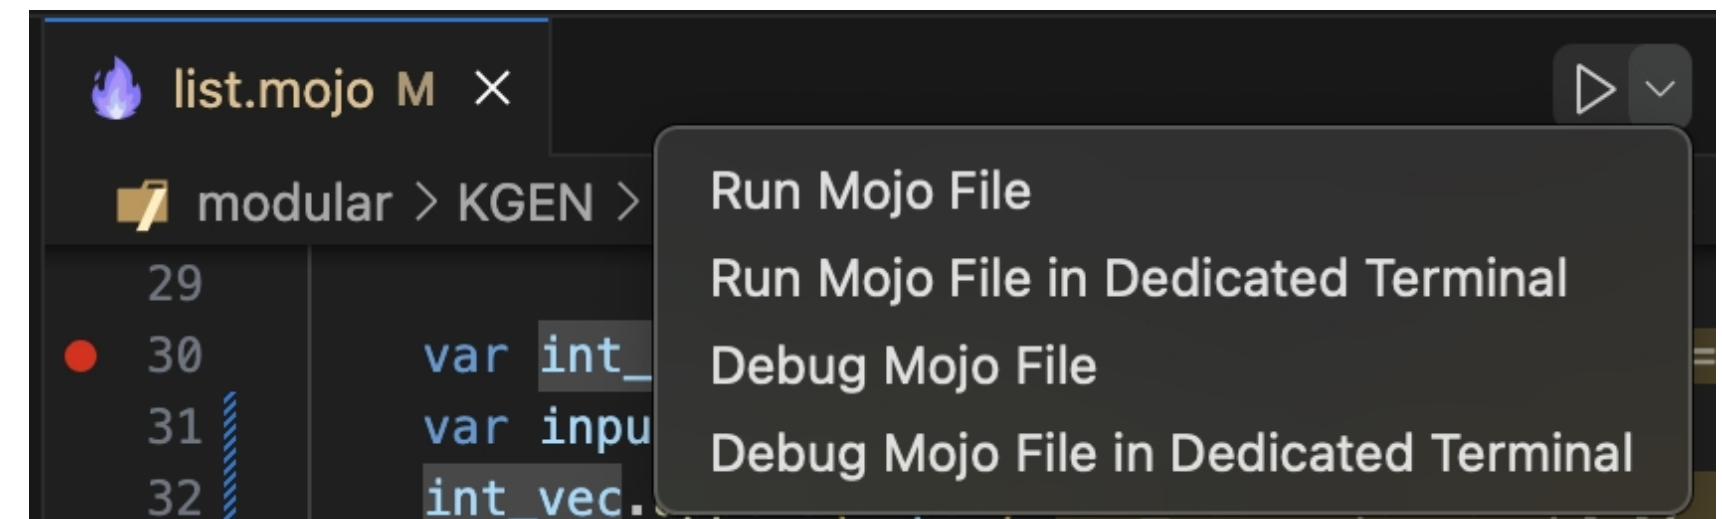 list.mojo M
modular > KGEN >
Run Mojo File
Run Mojo File in Dedicated Terminal
Debug Mojo File
Debug Mojo File in Dedicated Terminal
29
30 var int_ =
31 var inpu
32 int_vec.